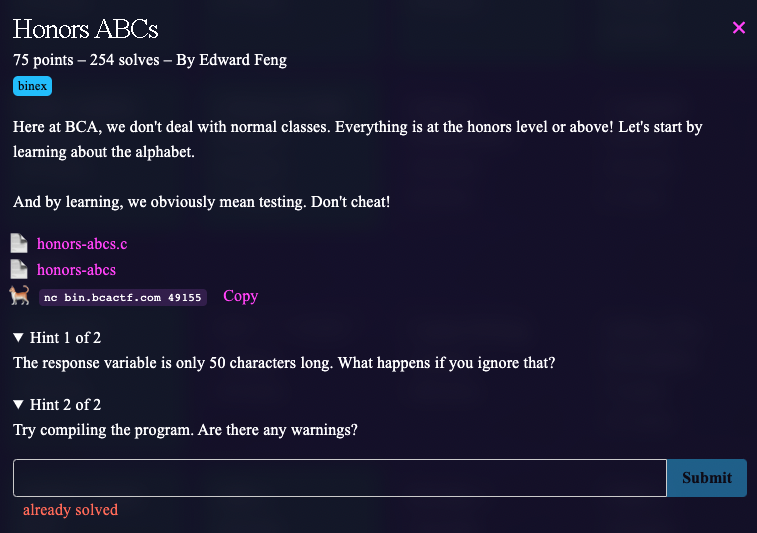 Honors ABCs
×
75 points – 254 solves – By Edward Feng
binex
Here at BCA, we don't deal with normal classes. Everything is at the honors level or above! Let's start by
learning about the alphabet.
And by learning, we obviously mean testing. Don't cheat!
honors-abcs.c
honors-abcs
nc bin.bcactf.com 49155 Copy
▼ Hint 1 of 2
The response variable is only 50 characters long. What happens if you ignore that?
▼ Hint 2 of 2
Try compiling the program. Are there any warnings?
Submit
already solved